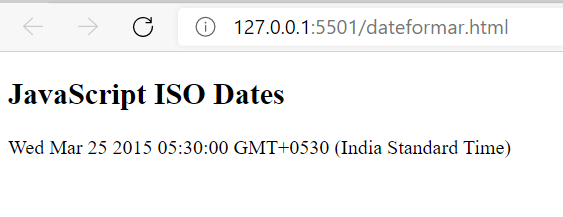 127.0.0.1:5501/dateformar.html
JavaScript ISO Dates
Wed Mar 25 2015 05:30:00 GMT+0530 (India Standard Time)